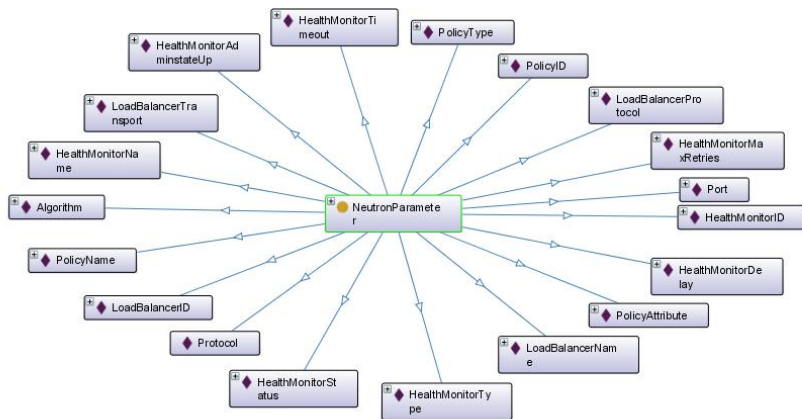 HealthMonitorTi
meout
PolicyType
HealthMonitorAd
minstateUp
PolicyID
LoadBalancerTra
nsport
LoadBalancerPro
tocol
HealthMonitorNa
me
HealthMonitorMa
xRetries
Port
Algorithm
NeutronParamete
r
HealthMonitorID
PolicyName
HealthMonitorDe
lay
LoadBalancerID
PolicyAttribute
Protocol
LoadBalancerNam
e
HealthMonitorSt
atus
HealthMonitorTy
pe